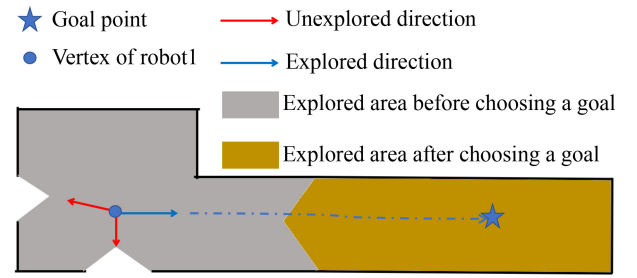 Goal point
Unexplored direction
Vertex of robot1
Explored direction
Explored area before choosing a goal
Explored area after choosing a goal